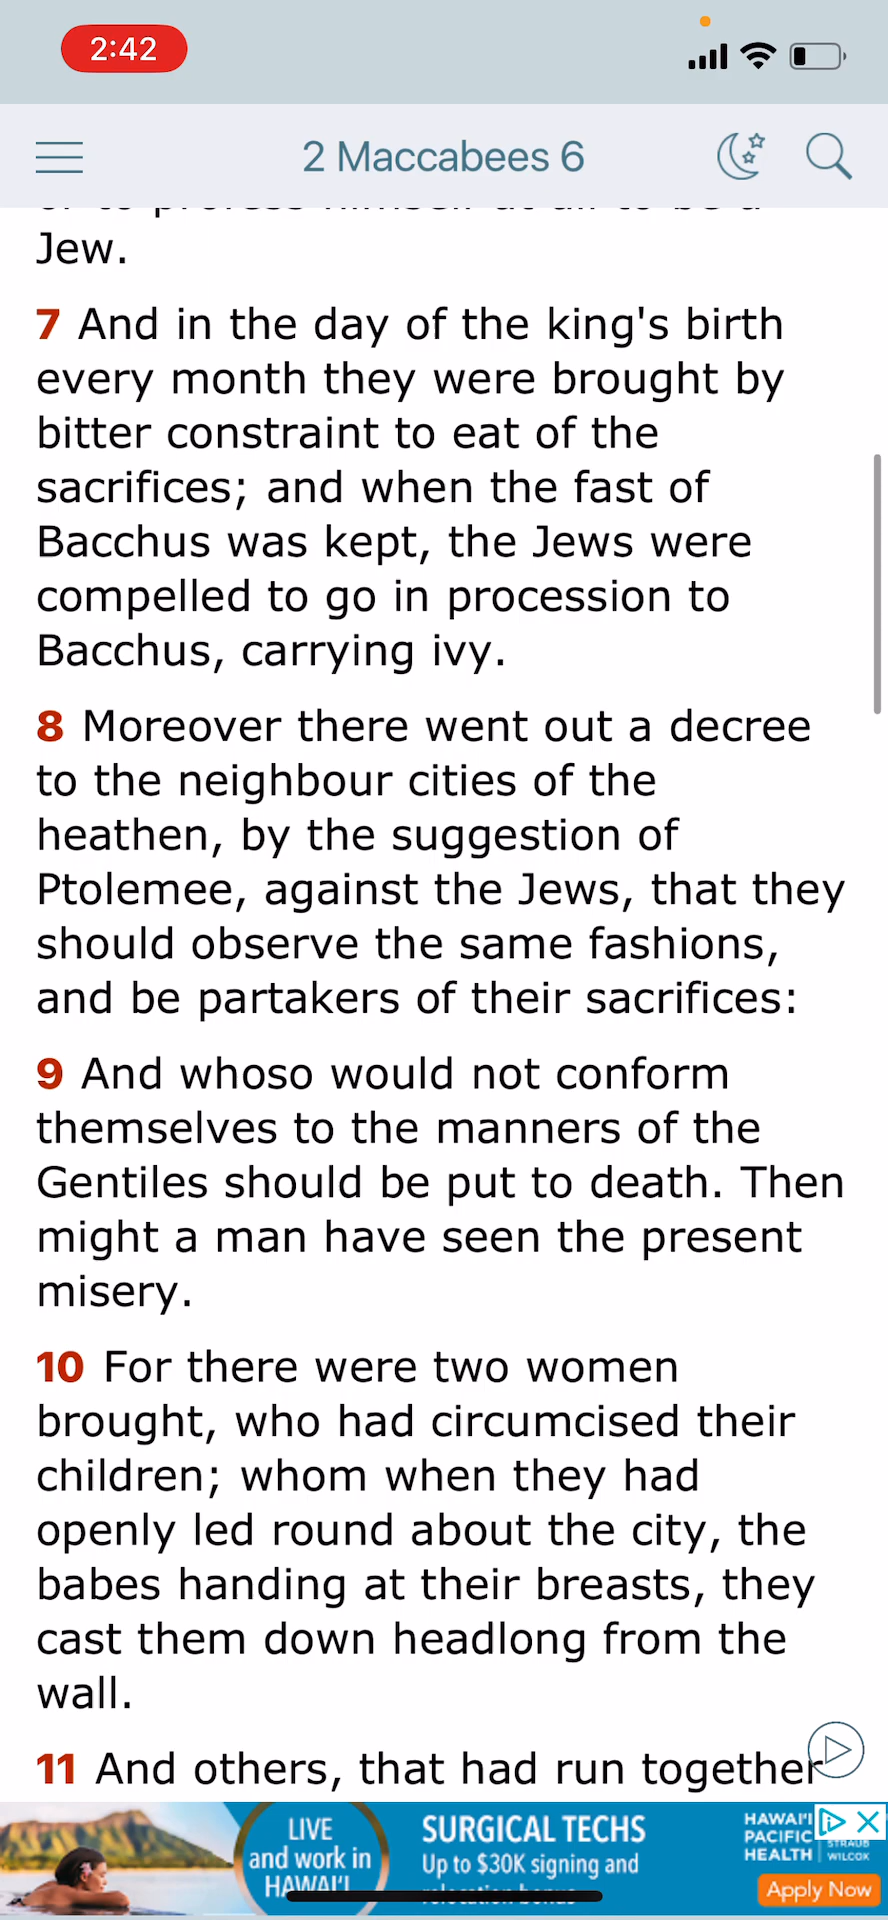 2:42
2 Maccabees 6
Jew.
7 And in the day of the king's birth
every month they were brought by
bitter constraint to eat of the
sacrifices; and when the fast of
Bacchus was kept, the Jews were
compelled to go in procession to
Bacchus, carrying ivy.
8 Moreover there went out a decree
to the neighbour cities of the
heathen, by the suggestion of
Ptolemee, against the Jews, that they
should observe the same fashions,
and be partakers of their sacrifices:
9 And whoso would not conform
themselves to the manners of the
Gentiles should be put to death. Then
might a man have seen the present
misery.
10 For there were two women
brought, who had circumcised their
children; whom when they had
openly led round about the city, the
babes handing at their breasts, they
cast them down headlong from the
wall.
11 And others, that had run together
LIVE
and work in
HAWAI'I
SURGICAL TECHS
Up to $30K signing and
HAWAI'I
PACIFIC
HEALTH
STRAUB
WILCOX
Apply Now